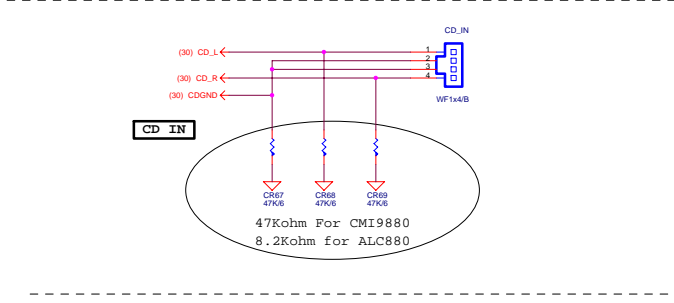 CD_IN
(30) CD_L
1
2
3
(30) CD_R
4
(30) CDGND
WF1x4/B
CD IN
CR67 CR68 CR69
47K/6 47K/6 47K/6
47Kohm For CMI9880
8.2Kohm for ALC880